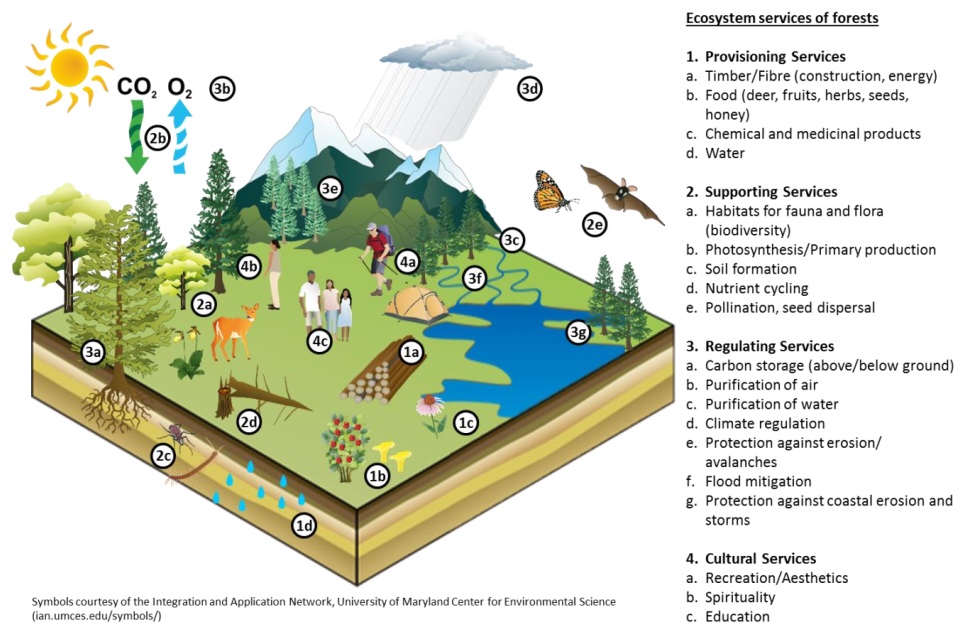 CO2 O2
3b
3d
2b
3e
2e
3c
4b
4a
3f
2a
3g
4c
1a
3a
2d
1c
2c
1b
1d
Symbols courtesy of the Integration and Application Network, University of Maryland Center for Environmental Science
(ian.umces.edu/symbols/)
Ecosystem services of forests
1. Provisioning Services
a. Timber/Fibre (construction, energy)
b. Food (deer, fruits, herbs, seeds,
honey)
c. Chemical and medicinal products
d. Water
2. Supporting Services
a. Habitats for fauna and flora
(biodiversity)
b. Photosynthesis/Primary production
c. Soil formation
d. Nutrient cycling
e. Pollination, seed dispersal
3. Regulating Services
a. Carbon storage (above/below ground)
b. Purification of air
c. Purification of water
d. Climate regulation
e. Protection against erosion/
avalanches
f. Flood mitigation
g. Protection against coastal erosion and
storms
4. Cultural Services
a. Recreation/Aesthetics
b. Spirituality
c. Education